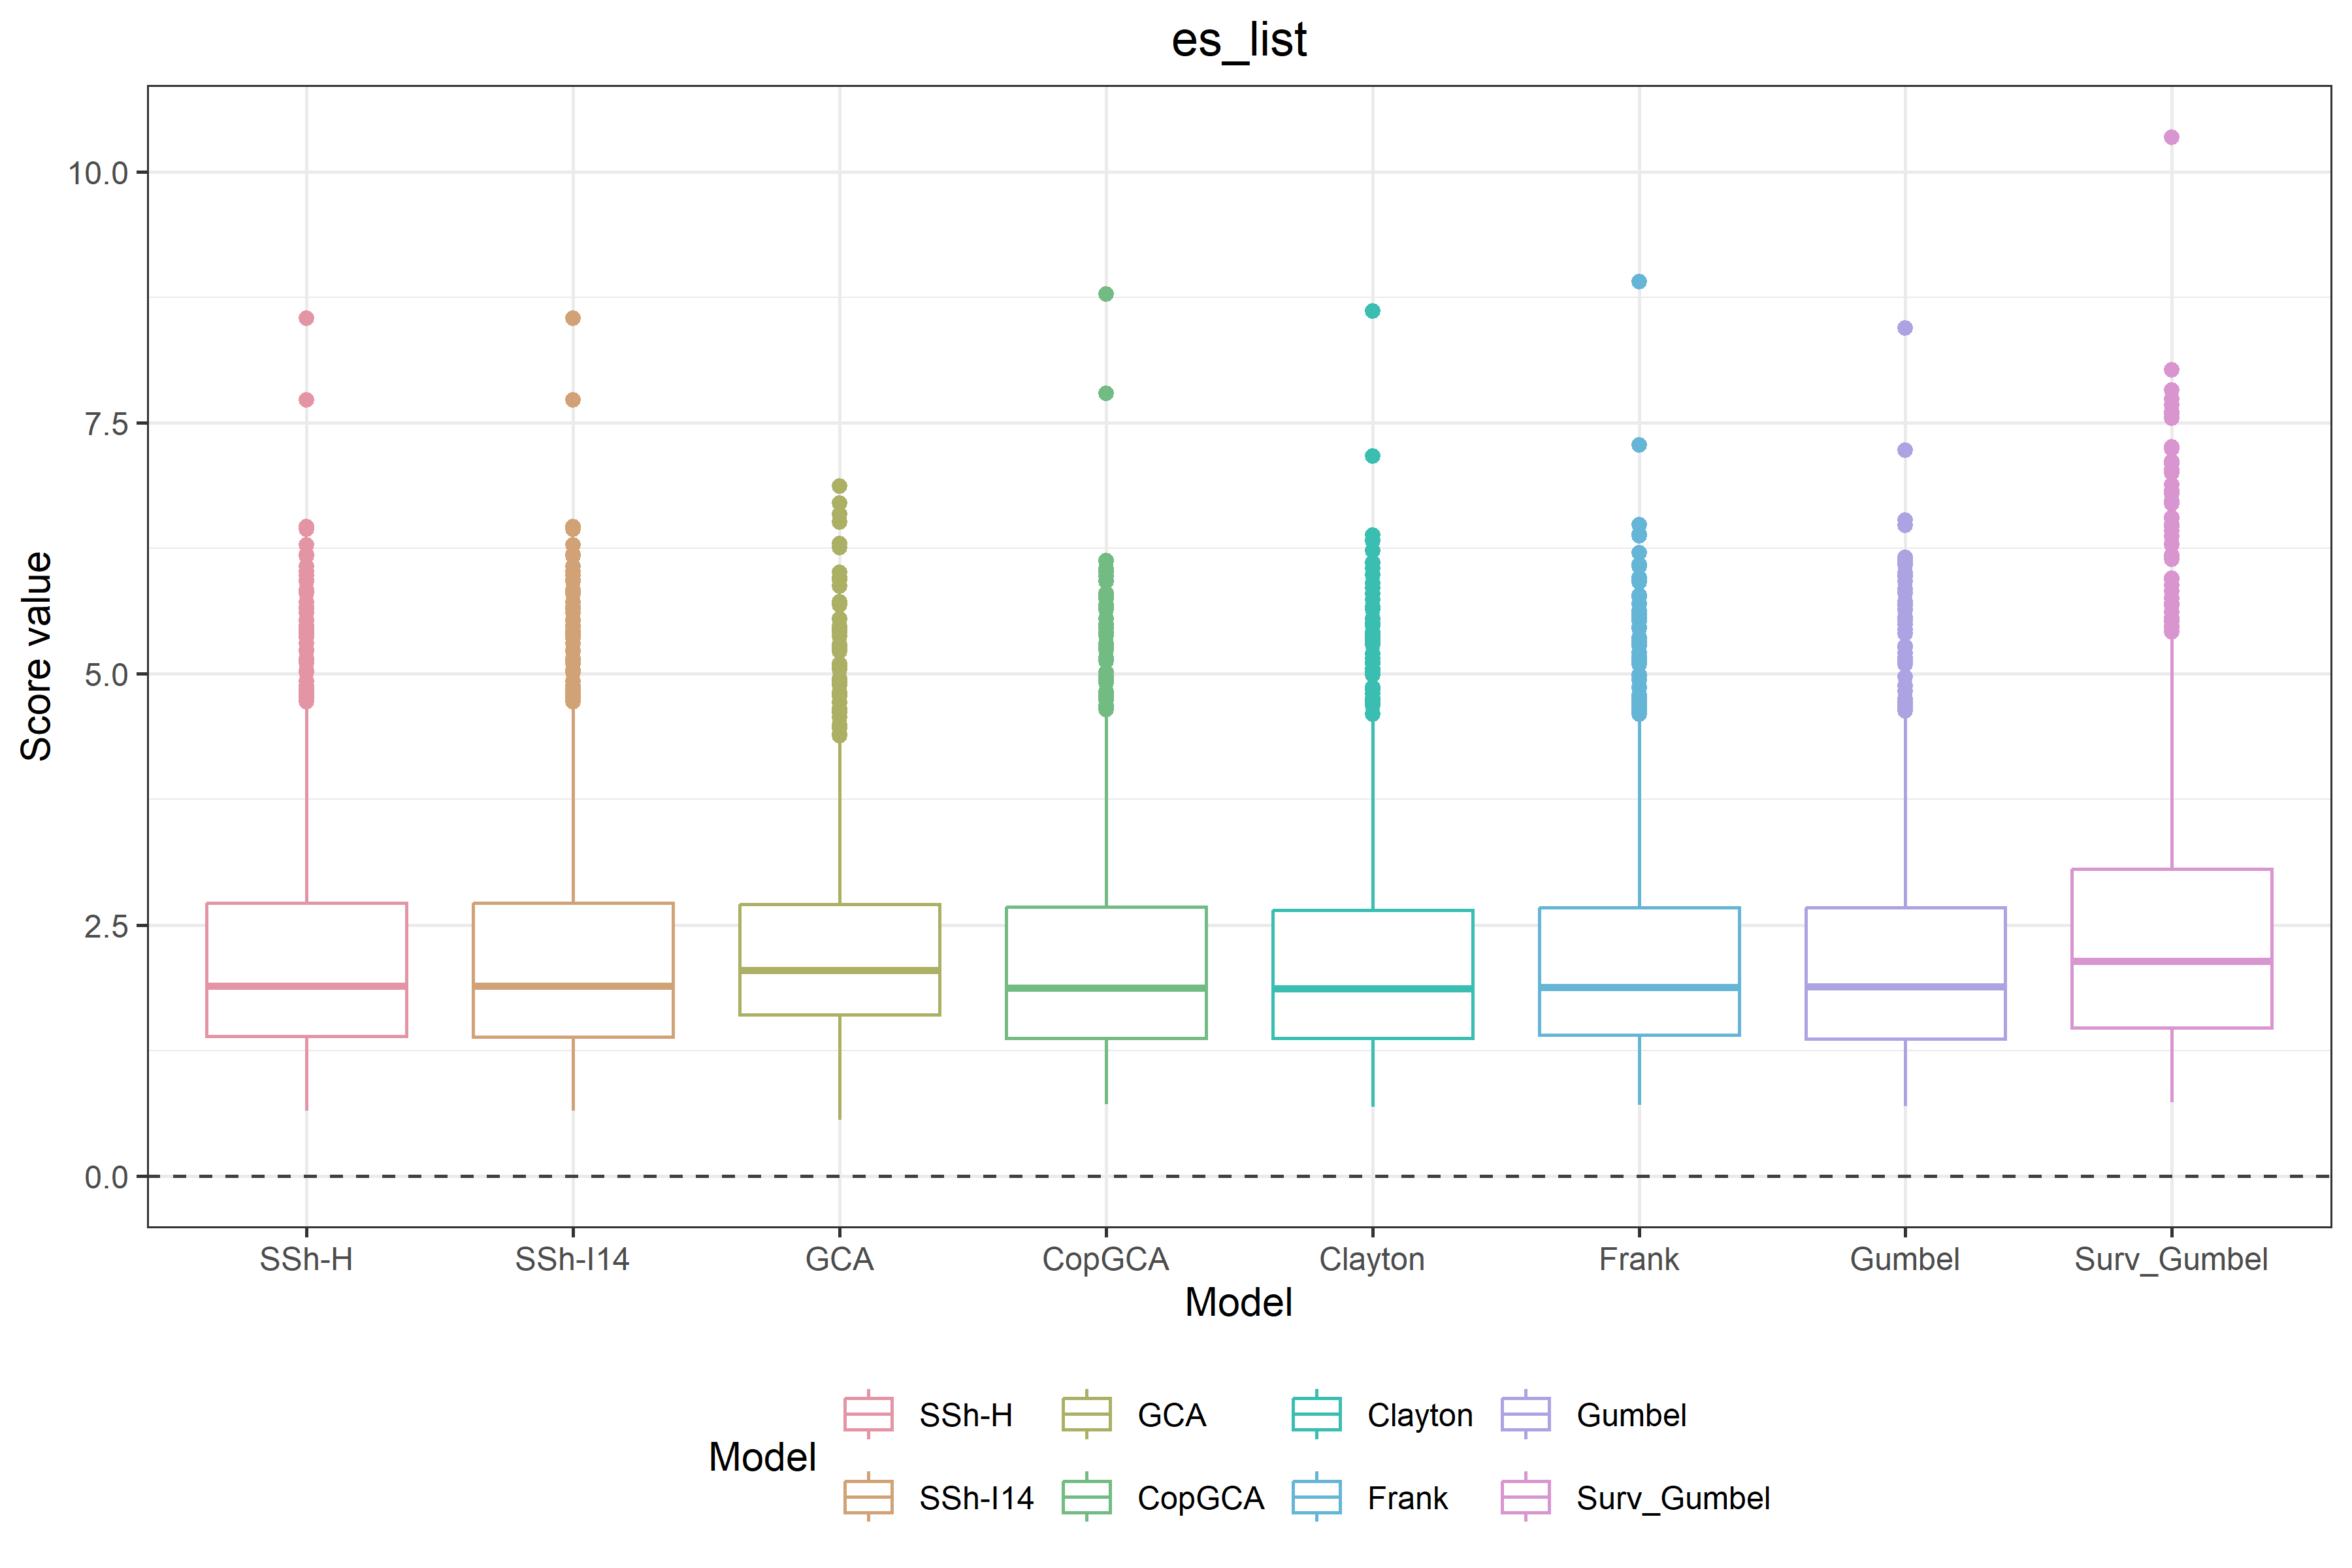 es_list
Score value
10.0
7.5
5.0
2.5
0.0
SSh-H SSh-I14 GCA CopGCA Clayton Frank Gumbel Surv_Gumbel
Model
Model
SSh-H GCA Clayton Gumbel
SSh-I14 CopGCA Frank Surv_Gumbel